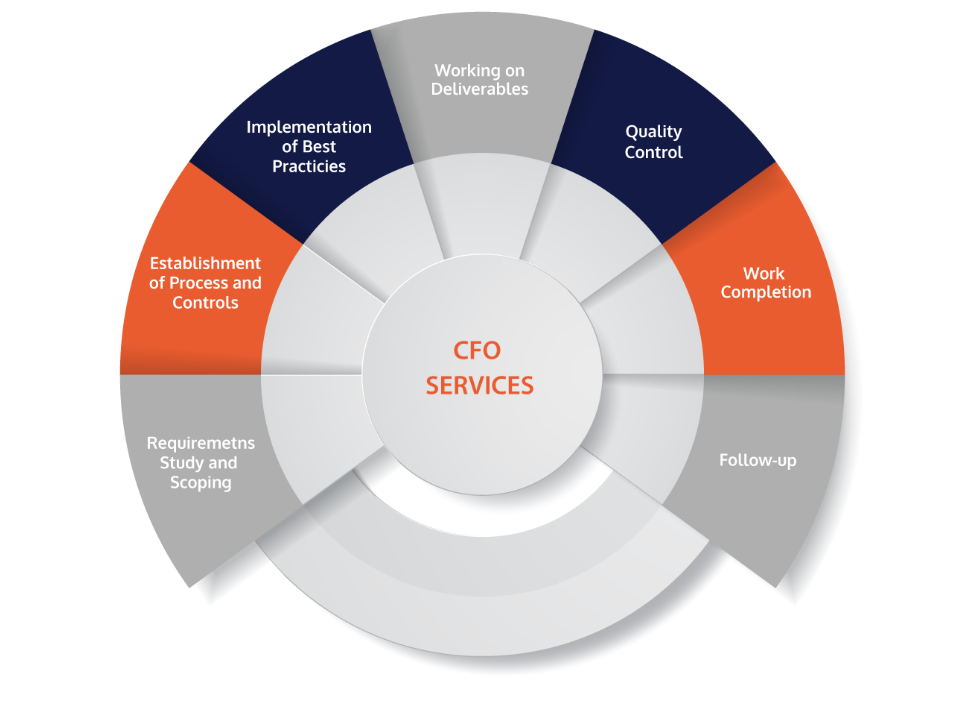 Working on
Deliverables
Implementation
of Best
Practicies
Quality
Control
Establishment
of Process and
Controls
Work
Completion
CFO
SERVICES
Requiremetns
Study and
Scoping
Follow-up